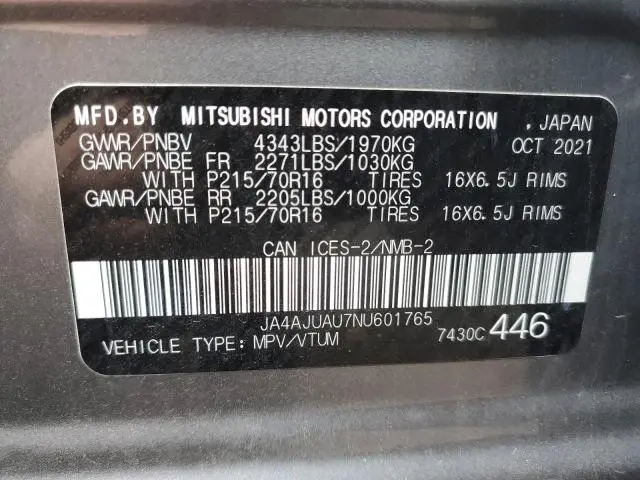 MFD.BY MITSUBISHI MOTORS CORPORATION , JAPAN
GVWR/PNBV 4343LBS/1970KG OCT 2021
GAWR/PNBE FR 2271LBS/1030KG
WITH P215/70R16 TIRES 16X6.5J RIMS
GAWR/PNBE RR 2205LBS/1000KG
WITH P215/70R16 TIRES 16X6.5J RIMS
CAN ICES-2/NMB-2
JA4AJUAU7NU601765
VEHICLE TYPE:MPV/VTUM 7430C 446